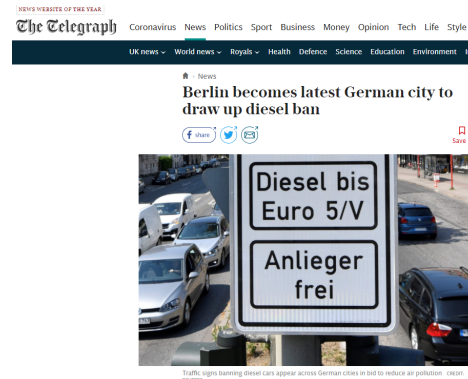 NEWS WEBSITE OF THE YEAR
The Telegraph
Coronavirus News Politics Sport Business Money Opinion Tech Life Style
UK news World news Royals Health Defence Science Education Environment
News
Berlin becomes latest German city to
draw up diesel ban
share
Save
Diesel bis
Euro 5/V
Anlieger
frei
Traffic signs banning diesel cars appear across German cities in bid to reduce air pollution CREDIT: